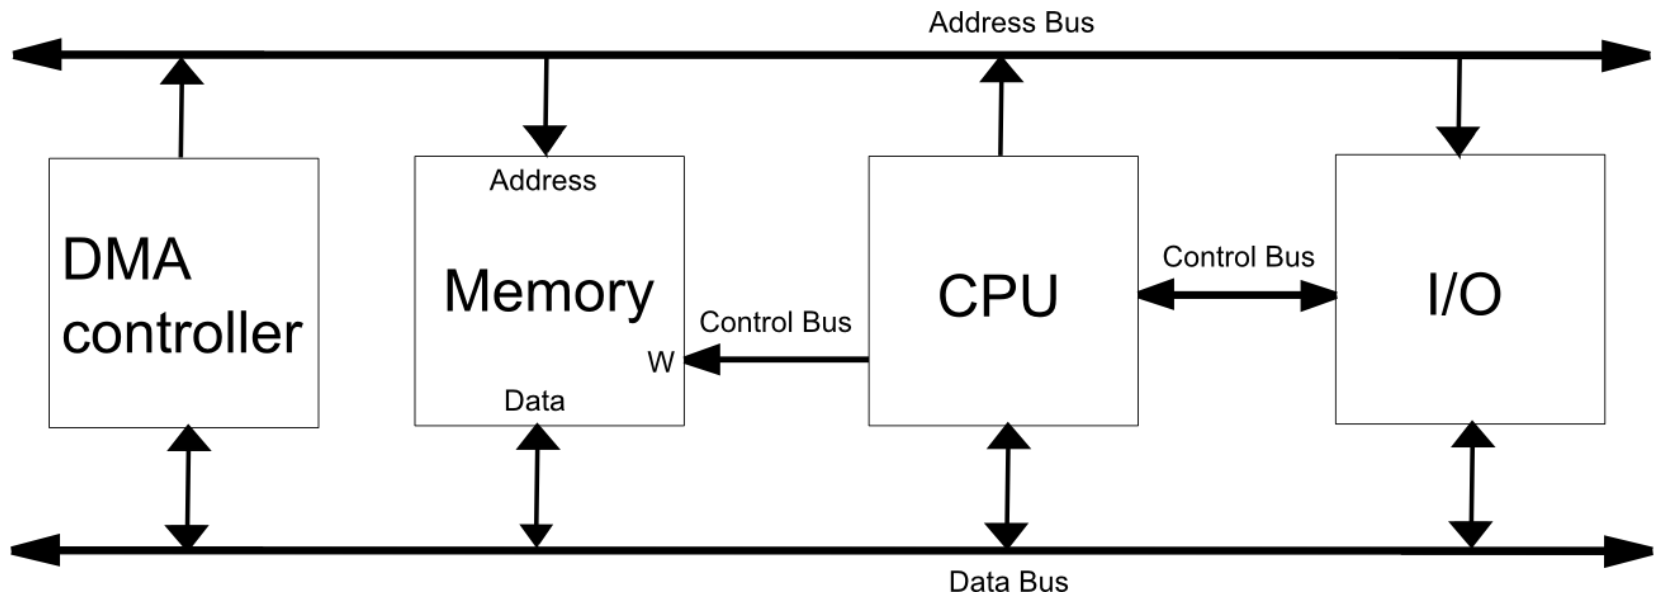 Address Bus
DMA
controller
Address
Memory
W
Data
Control Bus
CPU
Control Bus
I/O
Data Bus